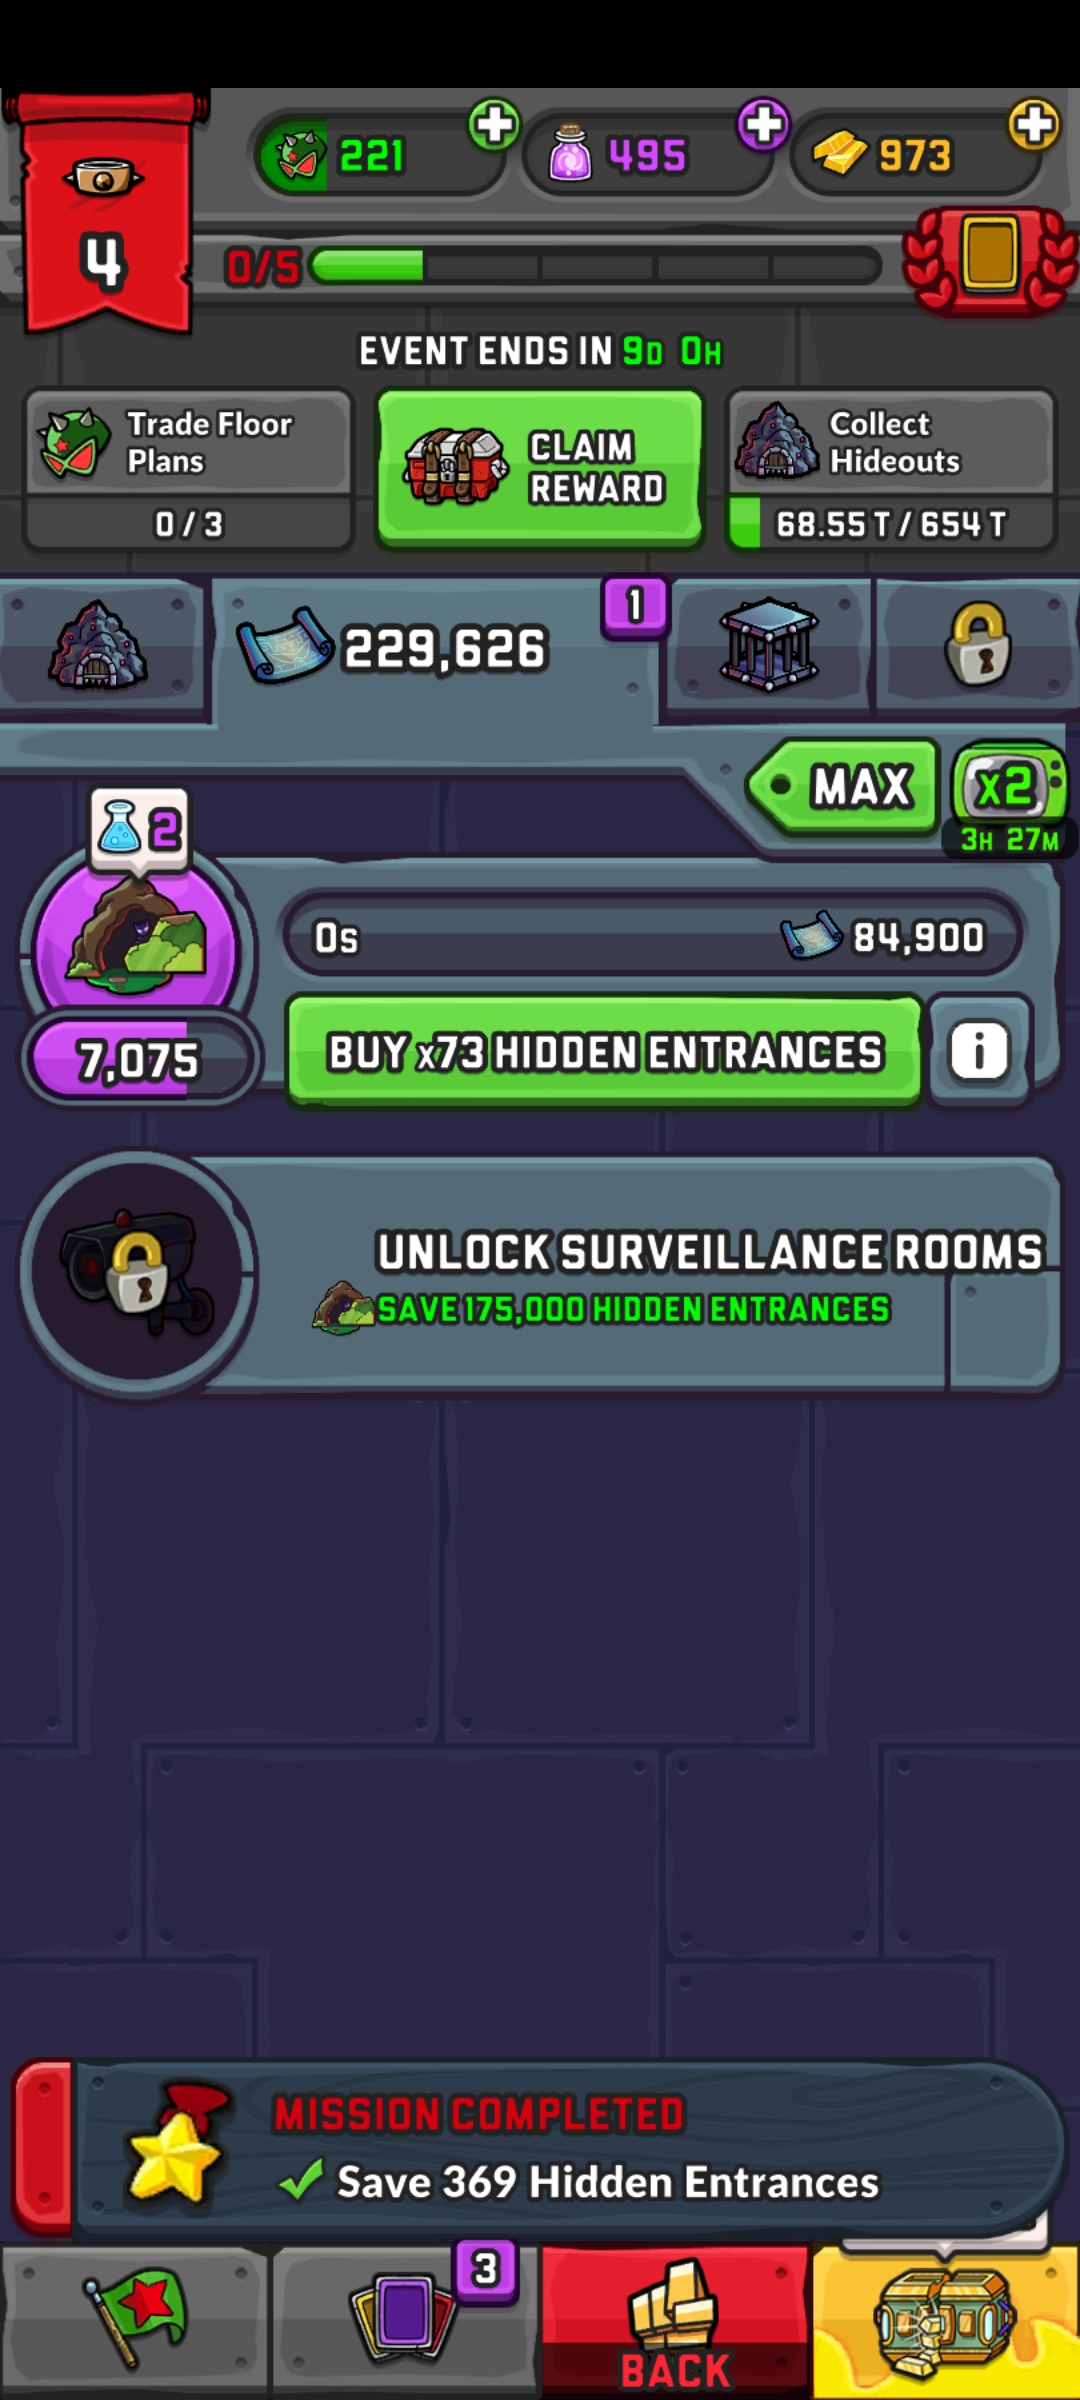 221
495
973
4
0/5
EVENT ENDS IN 9D 0H
Trade Floor
Plans
0 / 3
CLAIM
REWARD
Collect
Hideouts
68.55 T / 654 T
229,626
1
MAX
x2
3H 27M
2
0s
84,900
7,075
BUY x73 HIDDEN ENTRANCES
i
UNLOCK SURVEILLANCE ROOMS
SAVE 175,000 HIDDEN ENTRANCES
MISSION COMPLETED
Save 369 Hidden Entrances
3
BACK